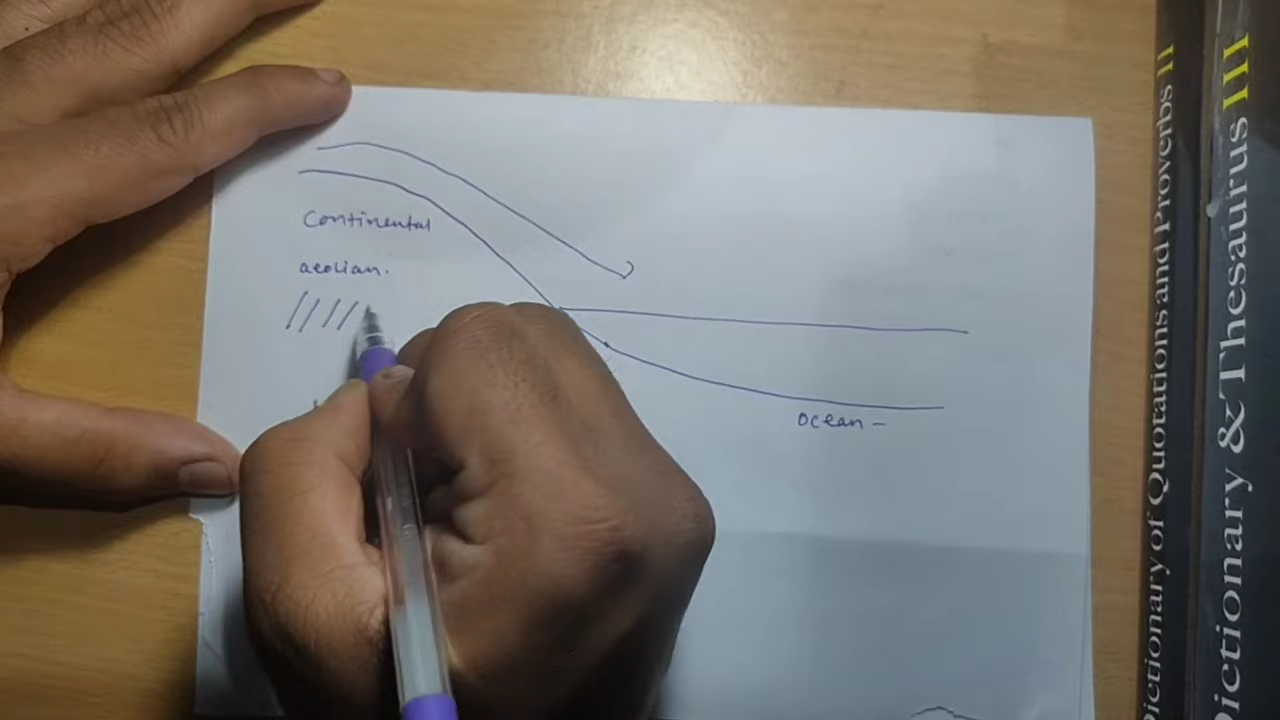 Continental
aeolian.
ocean -
Dictionary of Quotations and Proverbs II
Dictionary & Thesaurus III